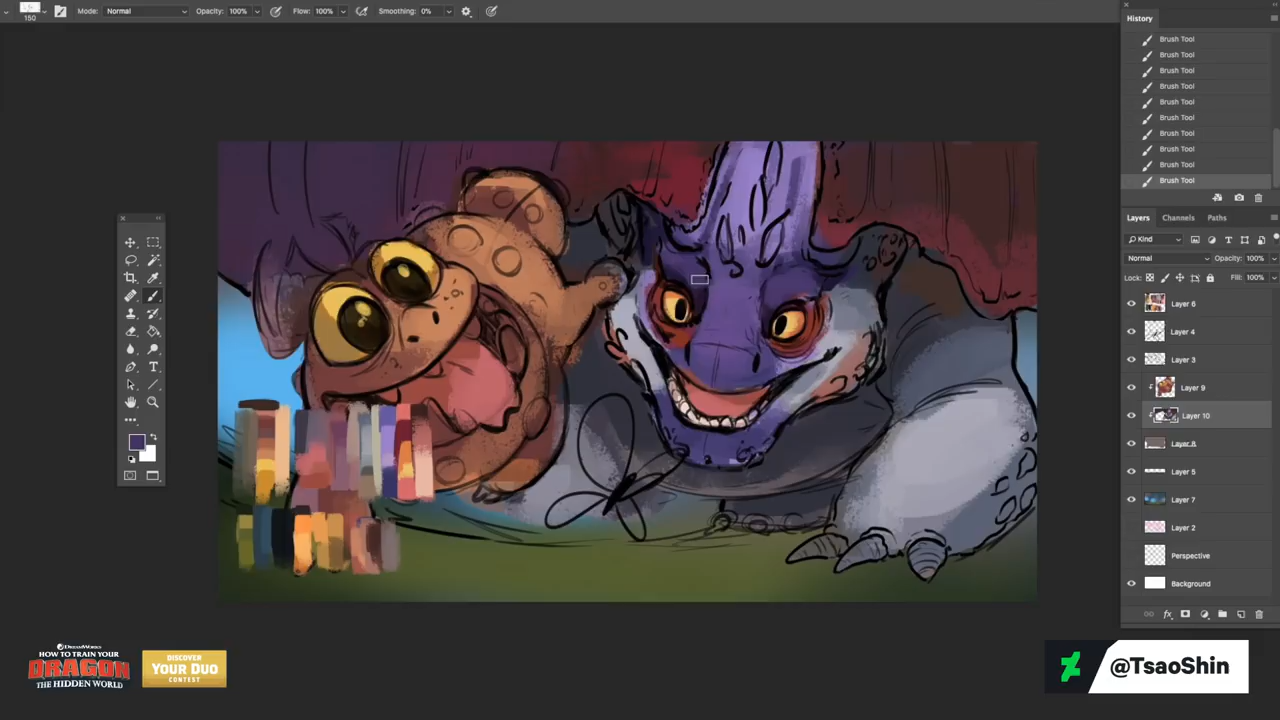 150
Mode: Normal
Opacity: 100%
Flow: 100%
Smoothing: 0%
History
Brush Tool
Brush Tool
Brush Tool
Brush Tool
Brush Tool
Brush Tool
Brush Tool
Brush Tool
Brush Tool
Brush Tool
Layers Channels Paths
Kind
Normal Opacity: 100%
Lock: Fill: 100%
Layer 6
Layer 4
Layer 3
Layer 9
Layer 10
Layer 8
Layer 5
Layer 7
Layer 2
Perspective
Background
fx
DREAMWORKS
HOW TO TRAIN YOUR
DRAGON
THE HIDDEN WORLD
DISCOVER
YOUR DUO
CONTEST
@TsaoShin